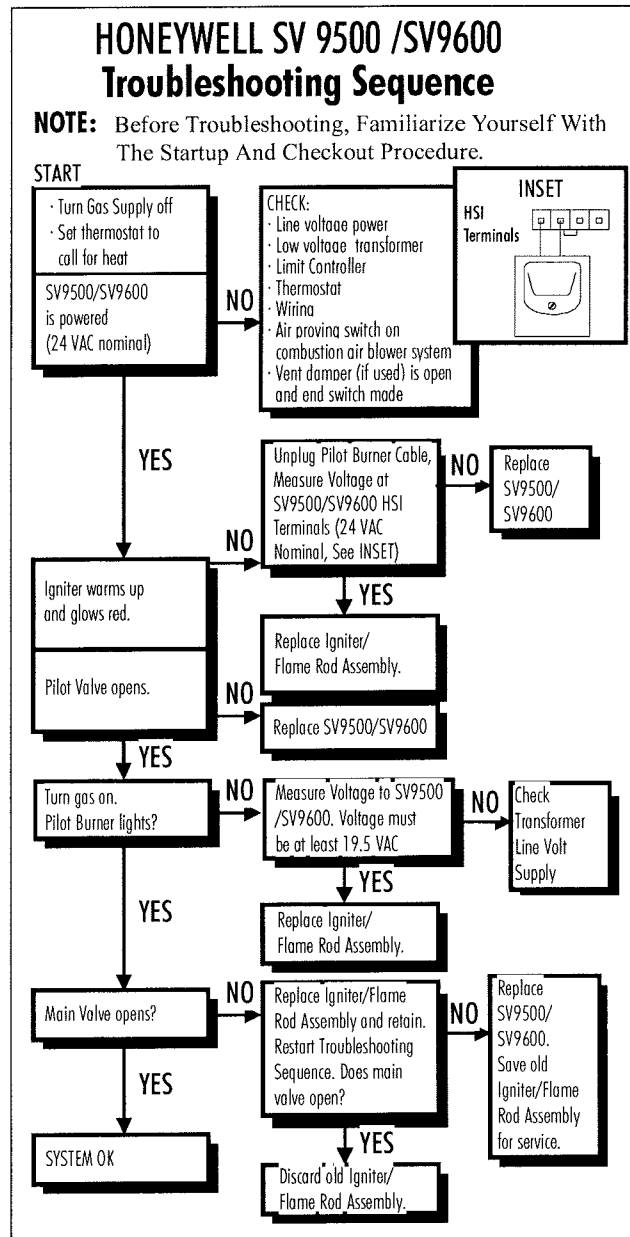 HONEYWELL SV 9500 /SV9600
Troubleshooting Sequence
NOTE: Before Troubleshooting, Familiarize Yourself With
The Startup And Checkout Procedure.
START
· Turn Gas Supply off
· Set thermostat to
call for heat
SV9500/SV9600
is powered
(24 VAC nominal)
NO
CHECK:
· Line voltage power
· Low voltage transformer
· Limit Controller
· Thermostat
· Wiring
· Air proving switch on
combustion air blower system
· Vent damper (if used) is open
and end switch made
INSET
HSI
Terminals
YES
Igniter warms up
and glows red.
NO
Unplug Pilot Burner Cable,
Measure Voltage at
SV9500/SV9600 HSI
Terminals (24 VAC
Nominal, See INSET)
NO
Replace
SV9500/
SV9600
YES
Replace Igniter/
Flame Rod Assembly.
Pilot Valve opens.
NO
Replace SV9500/SV9600
YES
Turn gas on.
Pilot Burner lights?
NO
Measure Voltage to SV9500
/SV9600. Voltage must
be at least 19.5 VAC
NO
Check
Transformer
Line Volt
Supply
YES
Replace Igniter/
Flame Rod Assembly.
YES
Main Valve opens?
NO
Replace Igniter/Flame
Rod Assembly and retain.
Restart Troubleshooting
Sequence. Does main
valve open?
NO
Replace
SV9500/
SV9600.
Save old
Igniter/Flame
Rod Assembly
for service.
YES
SYSTEM OK
YES
Discard old Igniter/
Flame Rod Assembly.